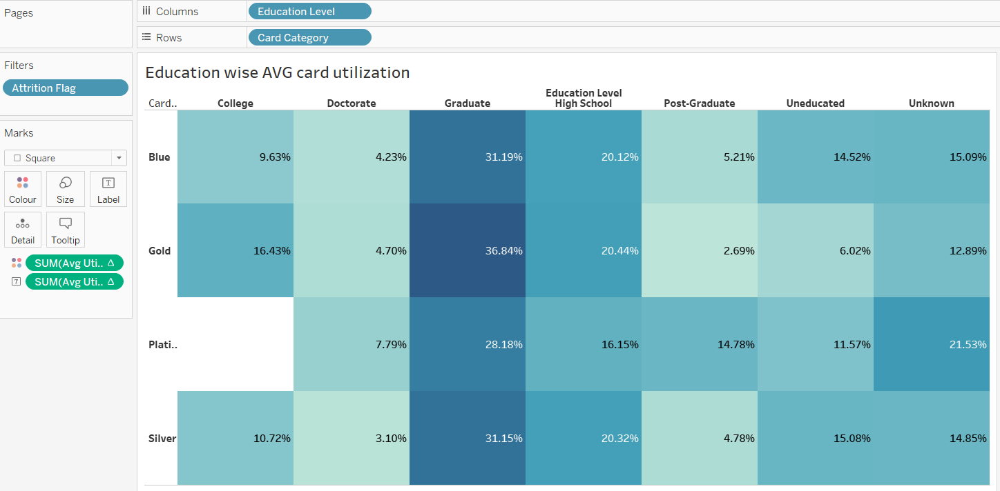 Pages
Columns
Education Level
Rows
Card Category
Filters
Attrition Flag
Marks
Square
Colour
Size
T
Label
Detail
Tooltip
SUM(Avg Uti.. Δ
T
SUM(Avg Uti.. Δ
Education wise AVG card utilization
Education Level
Card.. College Doctorate Graduate High School Post-Graduate Uneducated Unknown
Blue 9.63% 4.23% 31.19% 20.12% 5.21% 14.52% 15.09%
Gold 16.43% 4.70% 36.84% 20.44% 2.69% 6.02% 12.89%
Plati.. 7.79% 28.18% 16.15% 14.78% 11.57% 21.53%
Silver 10.72% 3.10% 31.15% 20.32% 4.78% 15.08% 14.85%